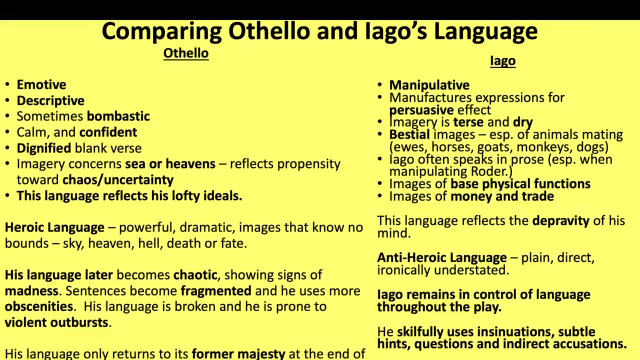 Comparing Othello and Iago's Language
Othello
• Emotive
• Descriptive
• Sometimes bombastic
• Calm, and confident
• Dignified blank verse
• Imagery concerns sea or heavens – reflects propensity
toward chaos/uncertainty
• This language reflects his lofty ideals.
Heroic Language – powerful, dramatic, images that know no
bounds – sky, heaven, hell, death or fate.
His language later becomes chaotic, showing signs of
madness. Sentences become fragmented and he uses more
obscenities. His language is broken and he is prone to
violent outbursts.
His language only returns to its former majesty at the end of
Iago
• Manipulative
• Manufactures expressions for
persuasive effect
• Imagery is terse and dry
• Bestial images – esp. of animals mating
(ewes, horses, goats, monkeys, dogs)
• Iago often speaks in prose (esp. when
manipulating Roder.)
• Images of base physical functions
• Images of money and trade
This language reflects the depravity of his
mind.
Anti-Heroic Language – plain, direct,
ironically understated.
Iago remains in control of language
throughout the play.
He skilfully uses insinuations, subtle
hints, questions and indirect accusations.